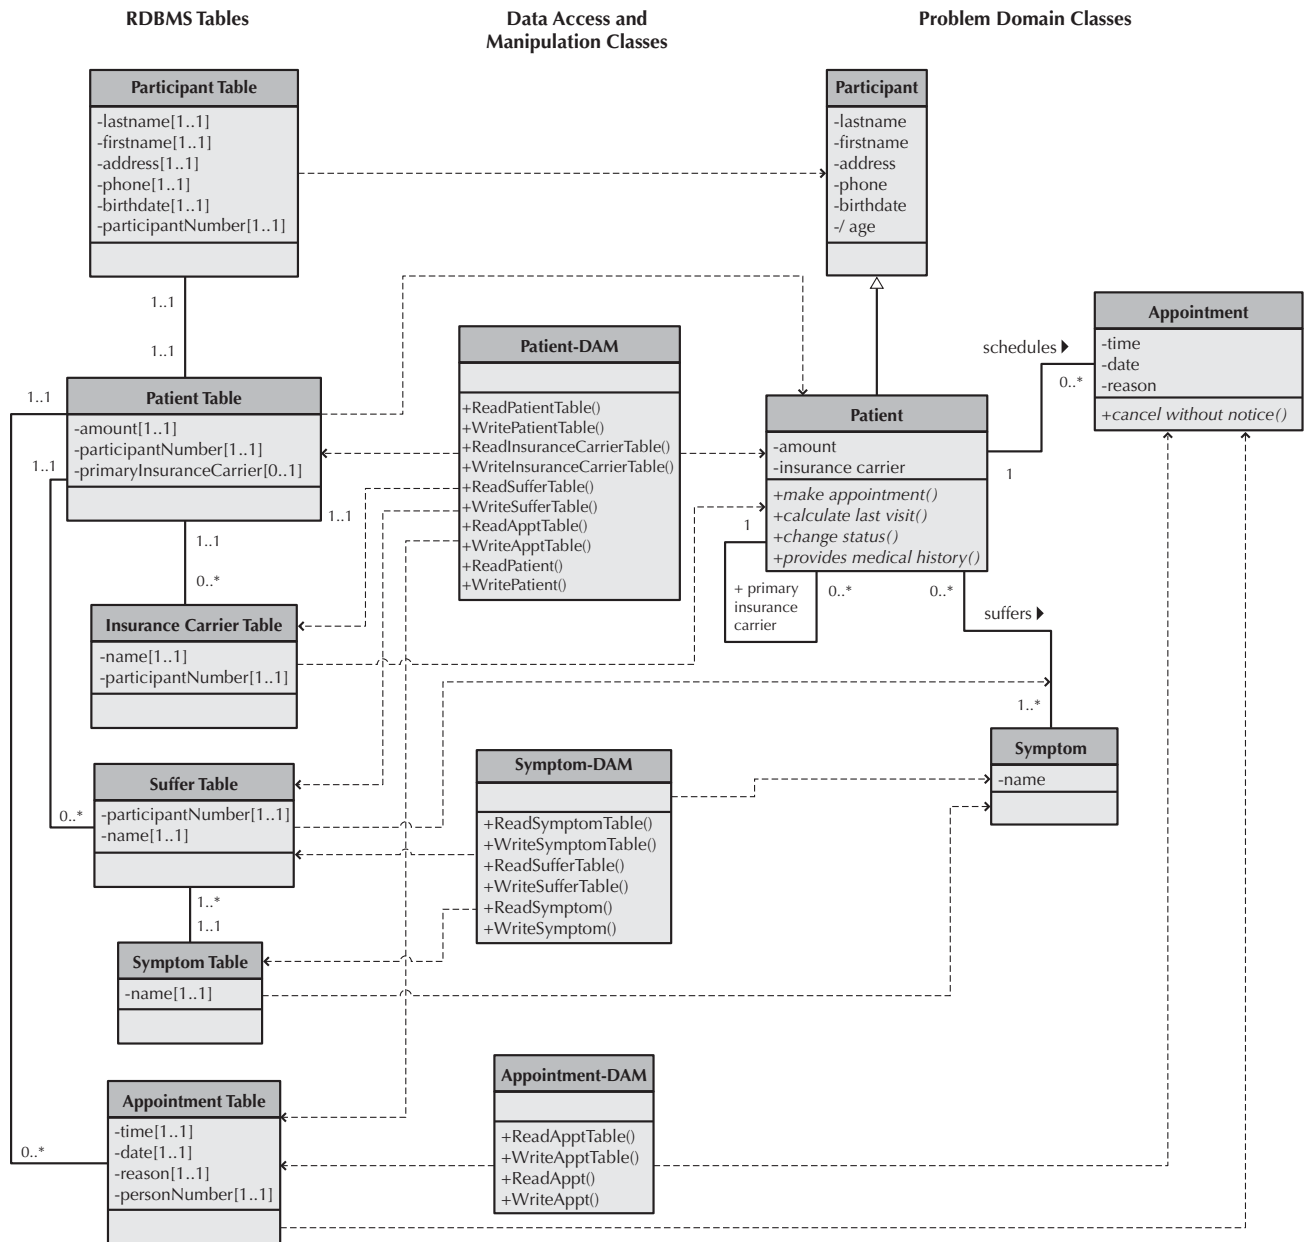 RDBMS Tables
Data Access and
Manipulation Classes
Problem Domain Classes
Participant Table
-lastname[1..1]
-firstname[1..1]
-address[1..1]
-phone[1..1]
-birthdate[1..1]
-participantNumber[1..1]
Participant
-lastname
-firstname
-address
-phone
-birthdate
-/ age
1..1
1..1
Patient-DAM
+ReadPatientTable()
+WritePatientTable()
+ReadInsuranceCarrierTable()
+WriteInsuranceCarrierTable()
+ReadSufferTable()
+WriteSufferTable()
+ReadApptTable()
+WriteApptTable()
+ReadPatient()
+WritePatient()
Appointment
-time
-date
-reason
+cancel without notice()
schedules
0..*
1
1..1
1..1
Patient Table
-amount[1..1]
-participantNumber[1..1]
-primaryInsuranceCarrier[0..1]
1..1
1..1
0..*
Patient
-amount
-insurance carrier
+make appointment()
+calculate last visit()
+change status()
+provides medical history()
1
+ primary
insurance
carrier
0..*
0..*
suffers
1..*
Insurance Carrier Table
-name[1..1]
-participantNumber[1..1]
Suffer Table
-participantNumber[1..1]
-name[1..1]
0..*
1..*
1..1
Symptom-DAM
+ReadSymptomTable()
+WriteSymptomTable()
+ReadSufferTable()
+WriteSufferTable()
+ReadSymptom()
+WriteSymptom()
Symptom
-name
Symptom Table
-name[1..1]
Appointment Table
-time[1..1]
-date[1..1]
-reason[1..1]
-personNumber[1..1]
0..*
Appointment-DAM
+ReadApptTable()
+WriteApptTable()
+ReadAppt()
+WriteAppt()